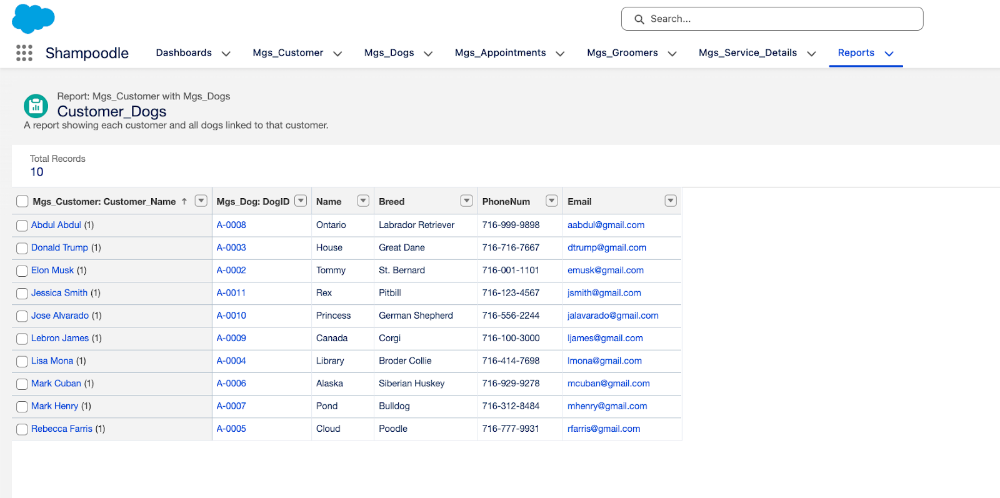 Search...
Shampoodle Dashboards Mgs_Customer Mgs_Dogs Mgs_Appointments Mgs_Groomers Mgs_Service_Details Reports
Report: Mgs_Customer with Mgs_Dogs
Customer_Dogs
A report showing each customer and all dogs linked to that customer.
Total Records
10
Mgs_Customer: Customer_Name ↑ Mgs_Dog: DogID Name Breed PhoneNum Email
Abdul Abdul (1) A-0008 Ontario Labrador Retriever 716-999-9898 aabdul@gmail.com
Donald Trump (1) A-0003 House Great Dane 716-716-7667 dtrump@gmail.com
Elon Musk (1) A-0002 Tommy St. Bernard 716-001-1101 emusk@gmail.com
Jessica Smith (1) A-0011 Rex Pitbill 716-123-4567 jsmith@gmail.com
Jose Alvarado (1) A-0010 Princess German Shepherd 716-556-2244 jalavarado@gmail.com
Lebron James (1) A-0009 Canada Corgi 716-100-3000 ljames@gmail.com
Lisa Mona (1) A-0004 Library Broder Collie 716-414-7698 lmona@gmail.com
Mark Cuban (1) A-0006 Alaska Siberian Huskey 716-929-9278 mcuban@gmail.com
Mark Henry (1) A-0007 Pond Bulldog 716-312-8484 mhenry@gmail.com
Rebecca Farris (1) A-0005 Cloud Poodle 716-777-9931 rfarris@gmail.com